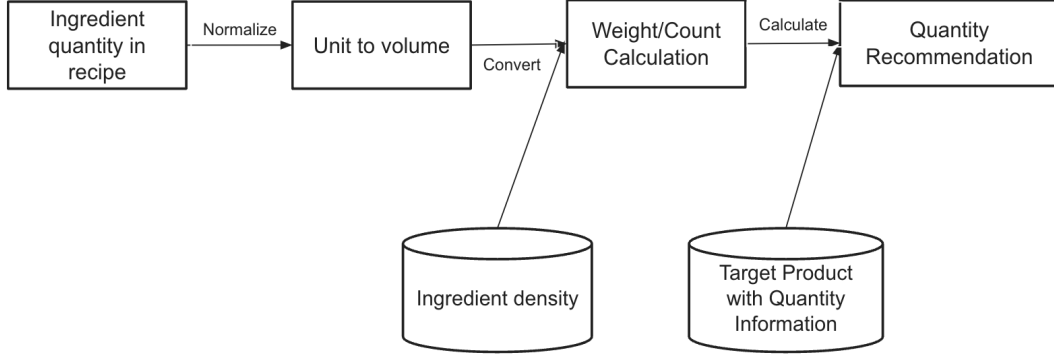 Ingredient
quantity in
recipe
Normalize
Unit to volume
Convert
Weight/Count
Calculation
Calculate
Quantity
Recommendation
Ingredient density
Target Product
with Quantity
Information